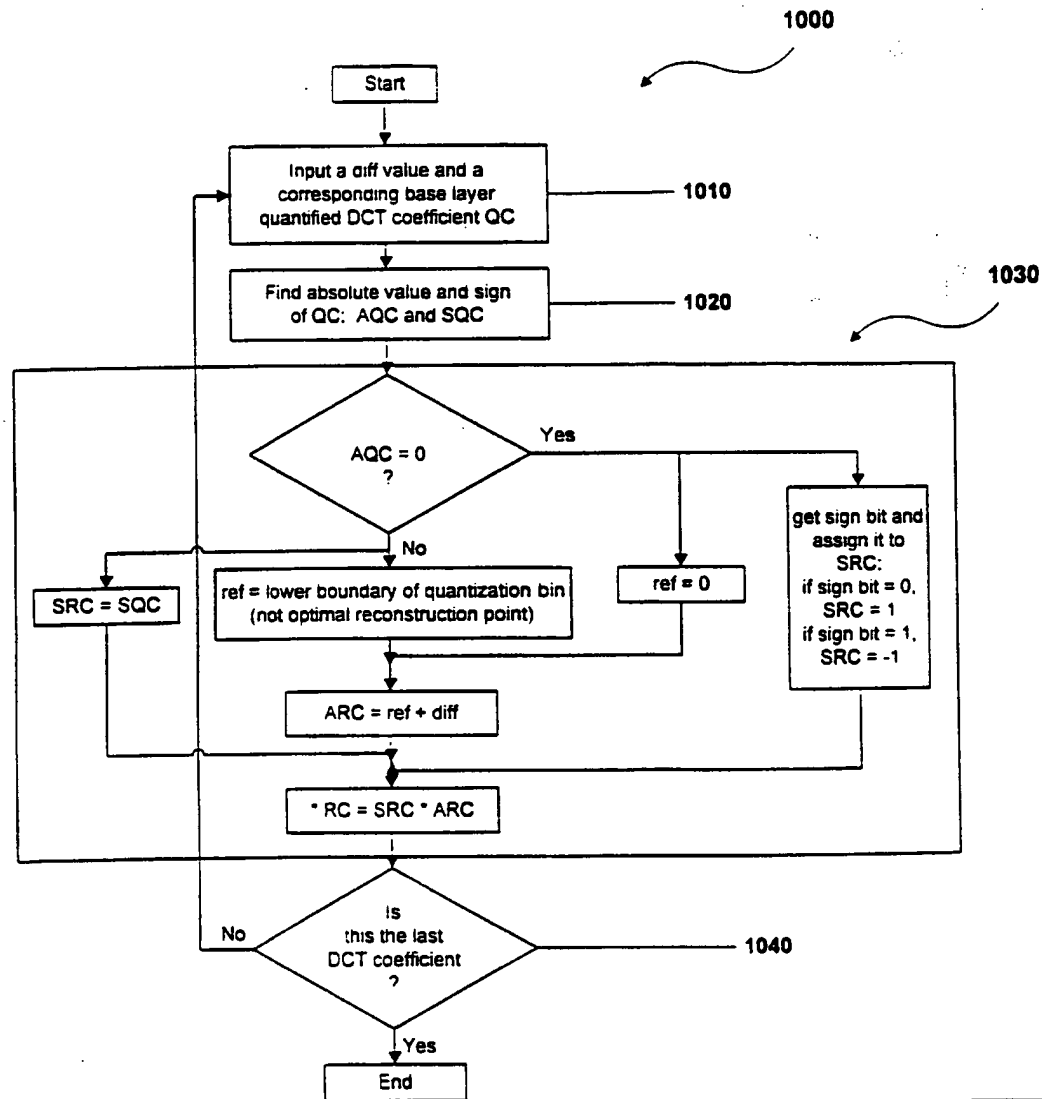 1000
Start
Input a diff value and a
corresponding base layer
quantified DCT coefficient QC
1010
Find absolute value and sign
of QC: AQC and SQC
1020
1030
AQC = 0
?
Yes
No
SRC = SQC
ref = lower boundary of quantization bin
(not optimal reconstruction point)
ref = 0
get sign bit and
assign it to
SRC:
if sign bit = 0,
SRC = 1
if sign bit = 1,
SRC = -1
ARC = ref + diff
* RC = SRC * ARC
Is
this the last
DCT coefficient
?
No
1040
Yes
End